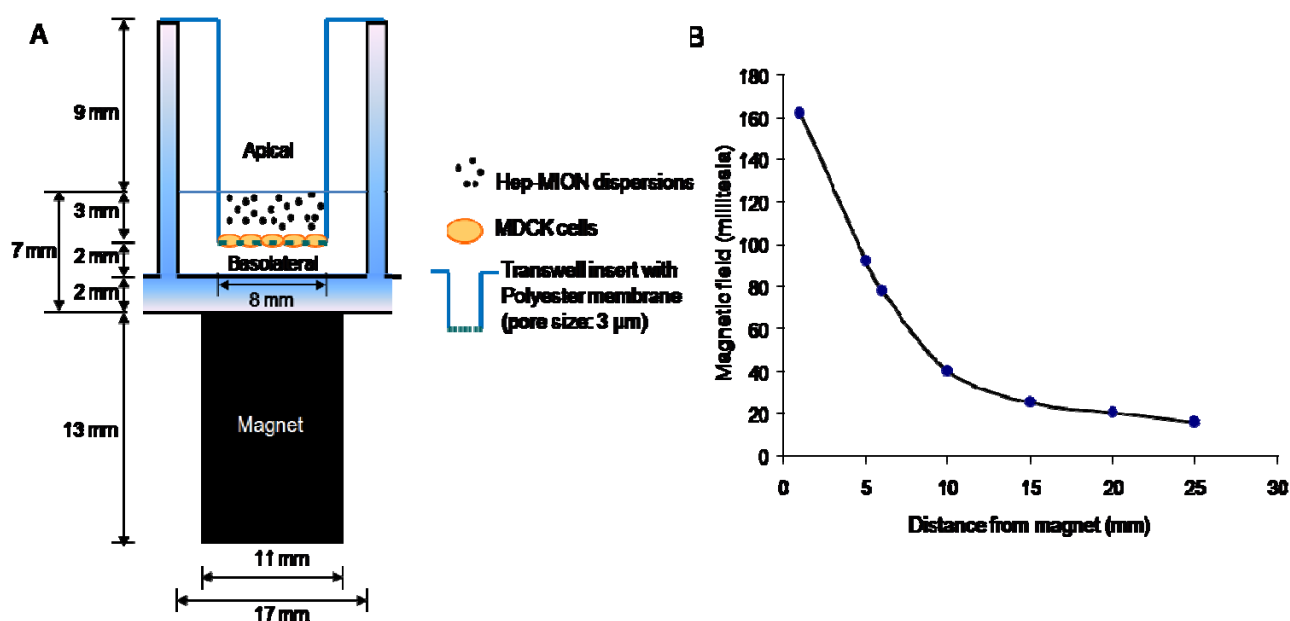 A
9 mm
Apical
3 mm
7 mm
2 mm
Basolateral
2 mm
8 mm
13 mm
Magnet
11 mm
17 mm
Hep-MION dispersions
MDCK cells
Transwell insert with
Polyester membrane
(pore size: 3 µm)
B
Magnetic field (millitesla)
180
160
140
120
100
80
60
40
20
0
0 5 10 15 20 25 30
Distance from magnet (mm)